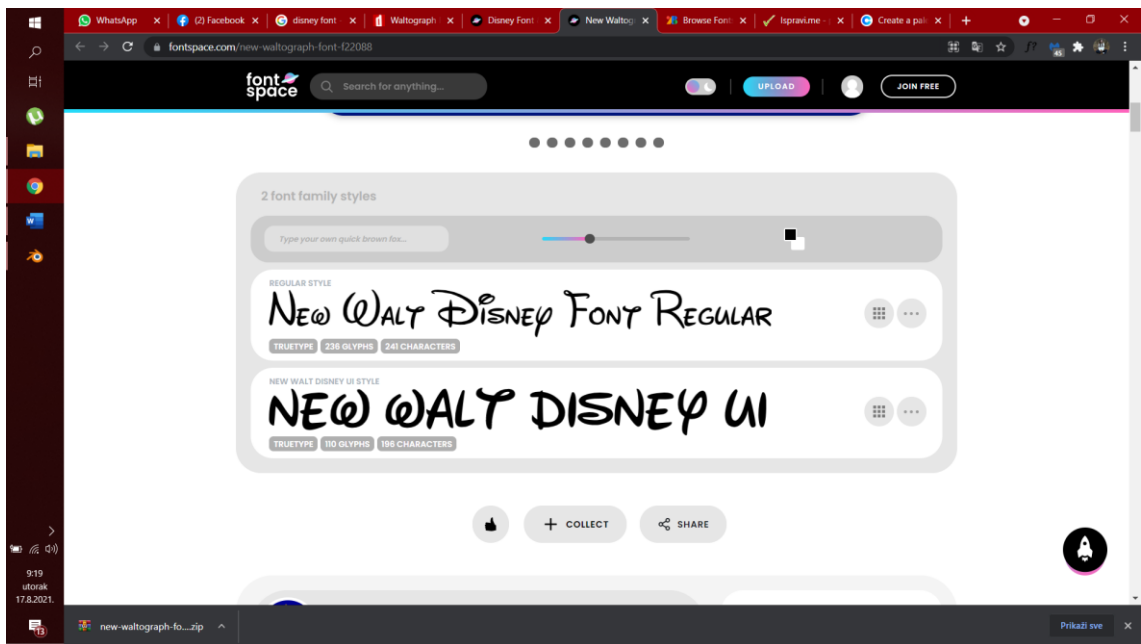 WhatsApp (2) Facebook disney font Waltograph Disney Font New Waltog Browse Font Ispravi.me - Create a pale
fontspace.com/new-waltograph-font-f22088
45
font space Search for anything... UPLOAD JOIN FREE
2 font family styles
Type your own quick brown fox...
REGULAR STYLE
New Walt Disney Font Regular
TRUETYPE 236 GLYPHS 241 CHARACTERS
NEW WALT DISNEY UI STYLE
NEW WALT DISNEY UI
TRUETYPE 110 GLYPHS 196 CHARACTERS
COLLECT SHARE
9:19
utorak
17.8.2021.
13
new-waltograph-fo....zip Prikaži sve